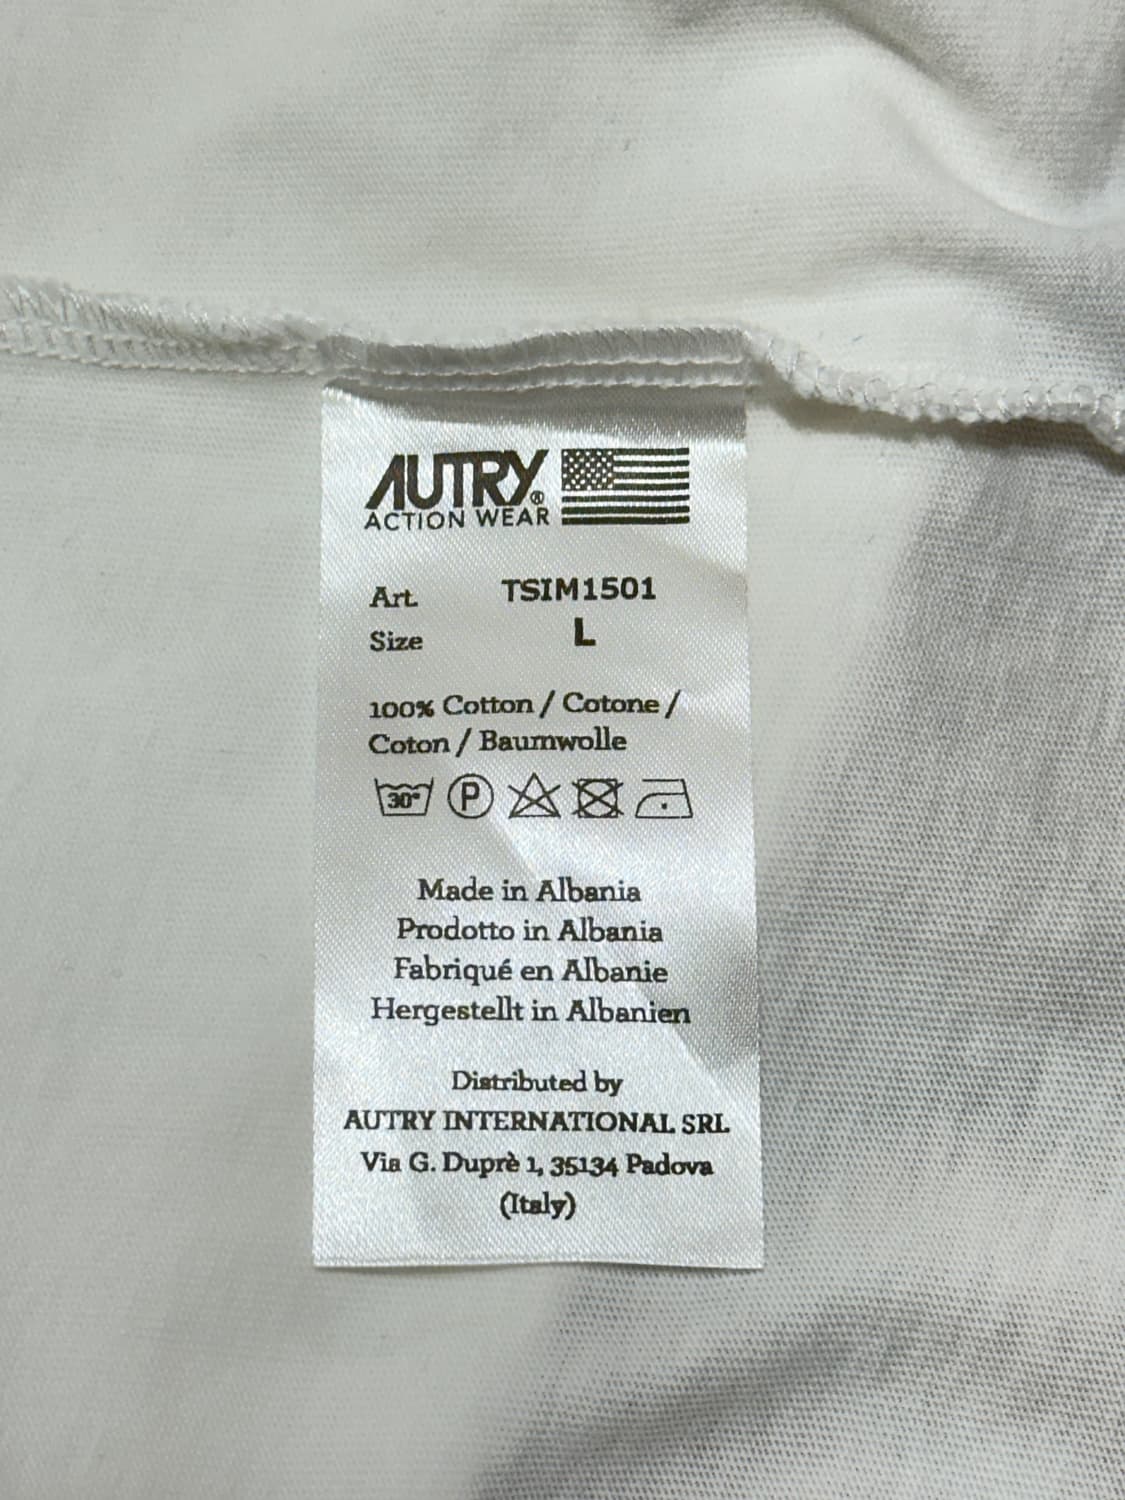 AUTRY®
ACTION WEAR
Art. TSIM1501
Size L
100% Cotton / Cotone /
Coton / Baumwolle
30° P
Made in Albania
Prodotto in Albania
Fabriqué en Albanie
Hergestellt in Albanien
Distributed by
AUTRY INTERNATIONAL SRL
Via G. Duprè 1, 35134 Padova
(Italy)